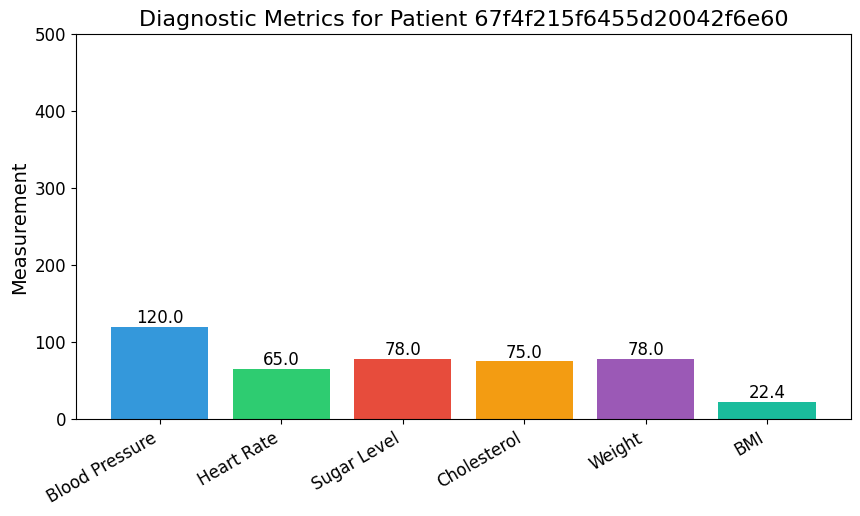 Diagnostic Metrics for Patient 67f4f215f6455d20042f6e60
Measurement
500
400
300
200
100
0
120.0
65.0
78.0
75.0
78.0
22.4
Blood Pressure
Heart Rate
Sugar Level
Cholesterol
Weight
BMI